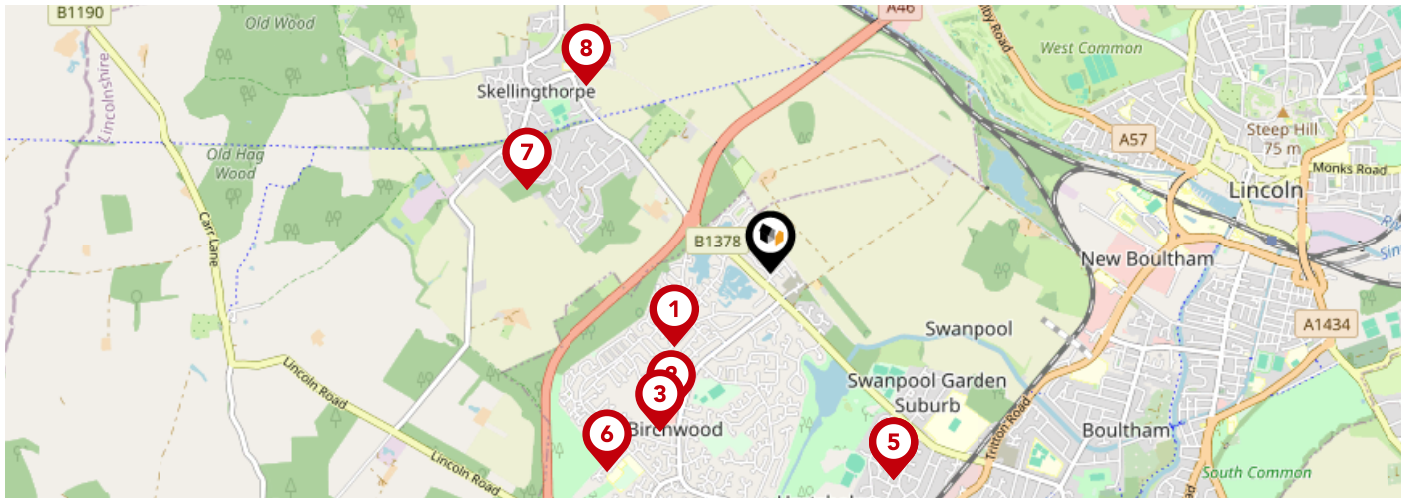 B1190
Old Wood
A46
lby Road
West Common
8
Skellingthorpe
Lincolnshire
A57
Steep Hill
75 m
Old Hag
Wood
7
Monks Road
Lincoln
Carr Lane
B1378
New Boultham
1
Swanpool
A1434
Lincoln Road
Swanpool Garden
Suburb
3
Tritton Road
6
Birchwood
5
Boultham
Lincoln Road
South Common